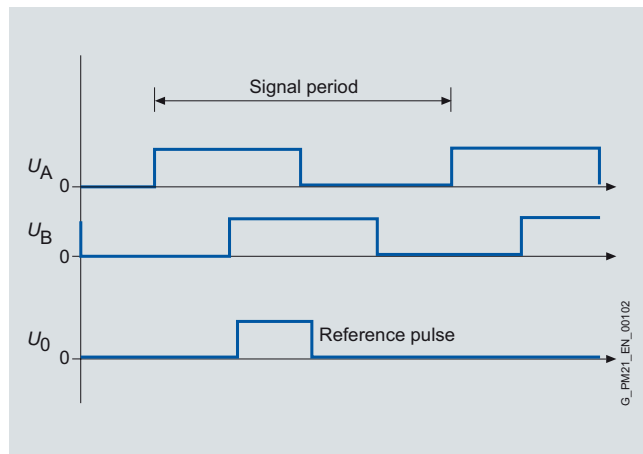 Signal period
UA 0
UB 0
U0 0
Reference pulse
G_PM21_EN_00102